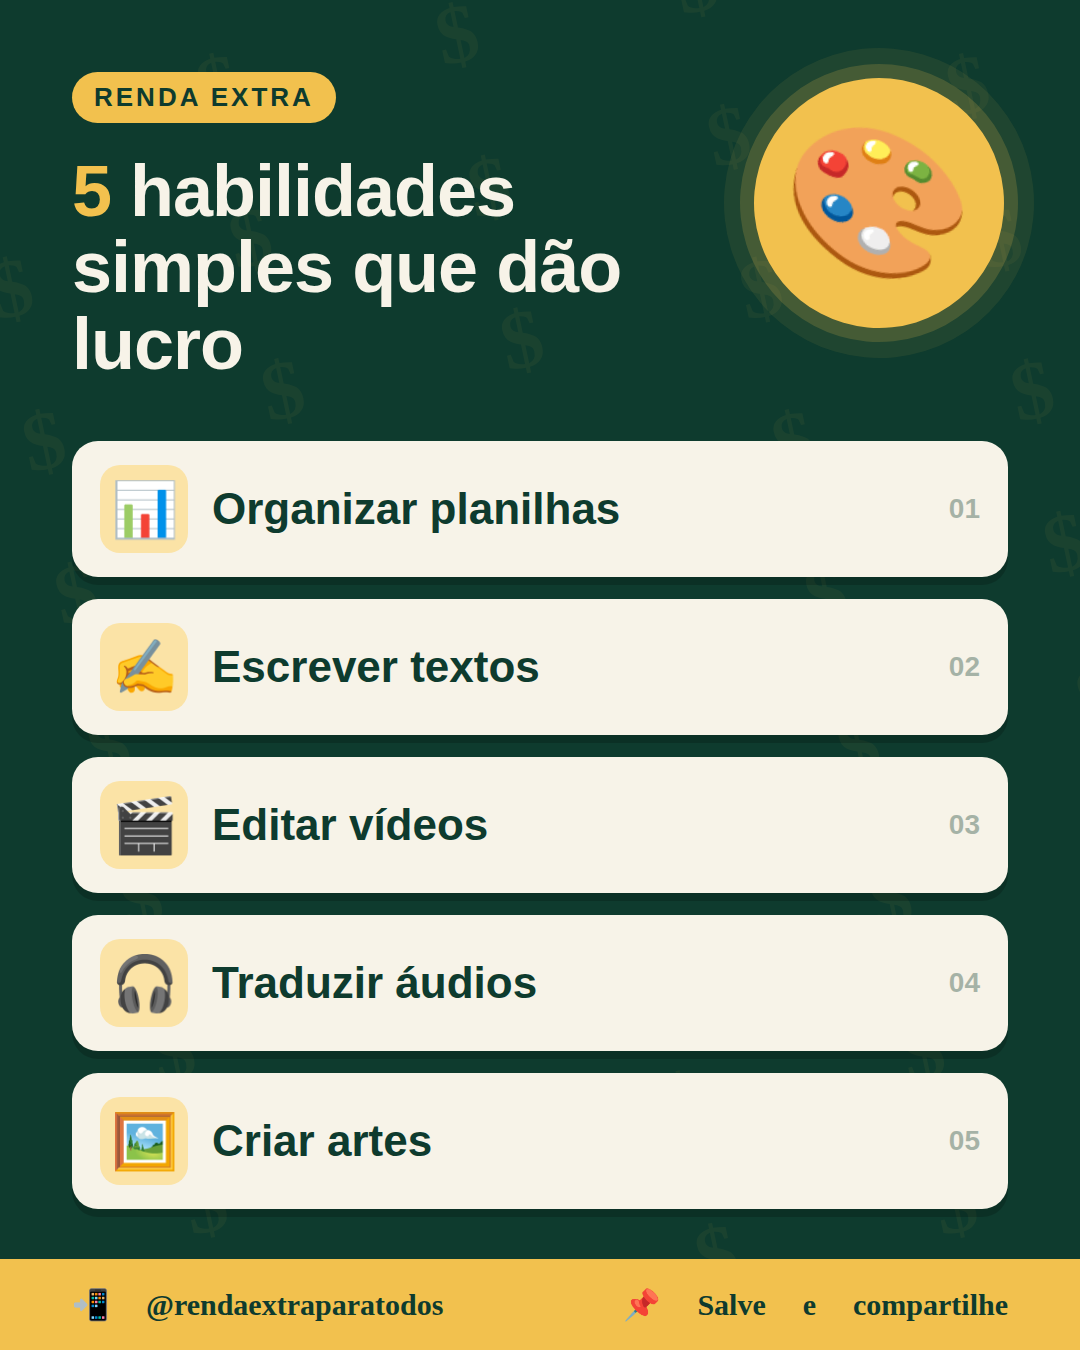 RENDA EXTRA
5 habilidades
simples que dão
lucro
Organizar planilhas
01
Escrever textos
02
Editar vídeos
03
Traduzir áudios
04
Criar artes
05
@rendaextraparatodos
Salve e compartilhe